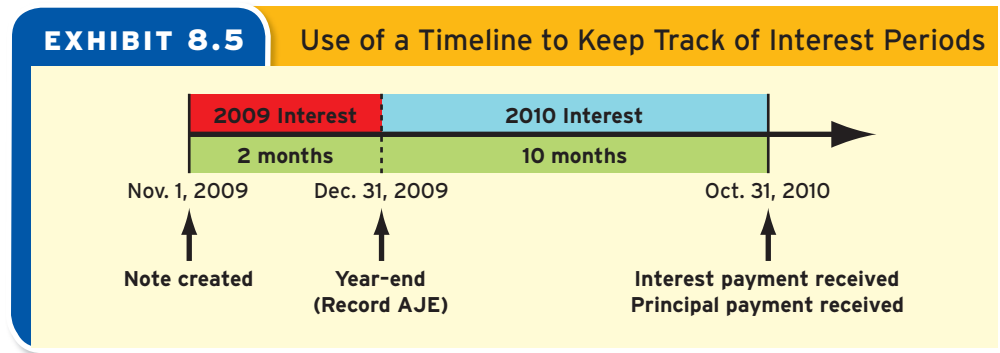 EXHIBIT 8.5 Use of a Timeline to Keep Track of Interest Periods
2009 Interest 2010 Interest
2 months 10 months
Nov. 1, 2009 Dec. 31, 2009 Oct. 31, 2010
Note created Year-end Interest payment received
(Record AJE) Principal payment received